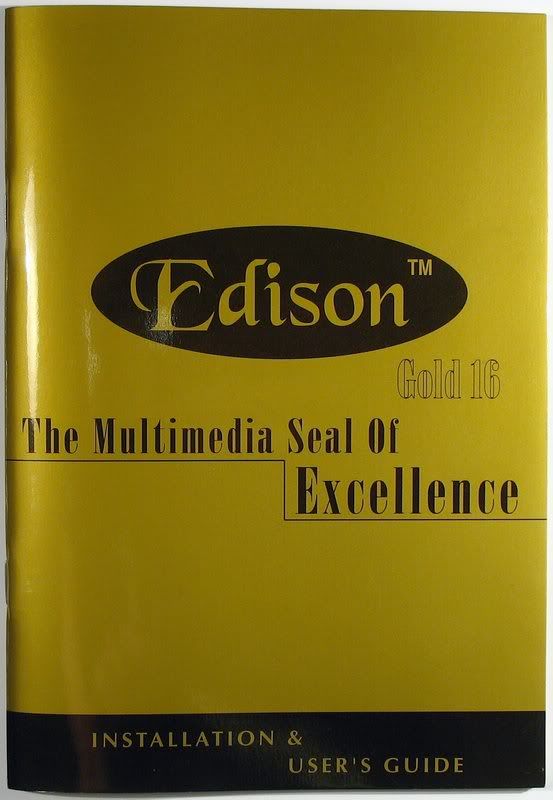 Edison™
Gold 16
The Multimedia Seal Of
Excellence
INSTALLATION &
USER'S GUIDE